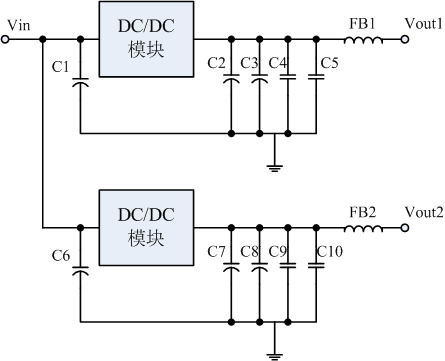 Vin
DC/DC
模块
FB1
Vout1
C1
C2
C3
C4
C5
DC/DC
模块
FB2
Vout2
C6
C7
C8
C9
C10